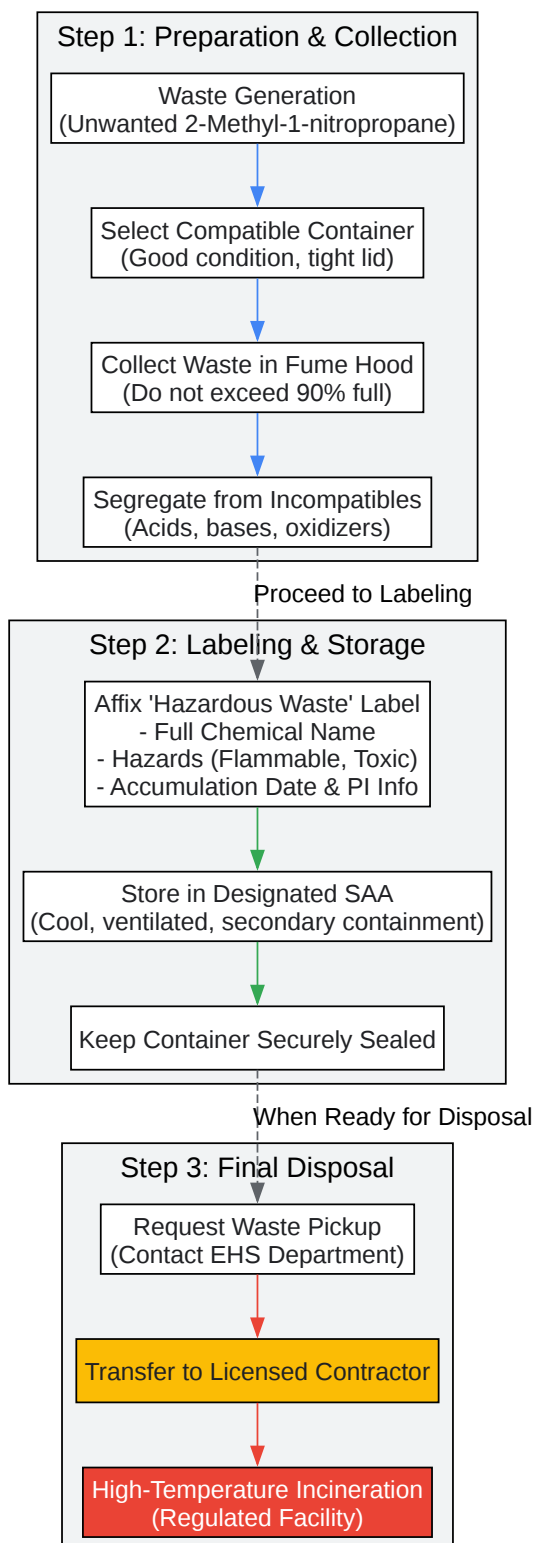 Step 1: Preparation & Collection
Waste Generation
(Unwanted 2-Methyl-1-nitropropane)
Select Compatible Container
(Good condition, tight lid)
Collect Waste in Fume Hood
(Do not exceed 90% full)
Segregate from Incompatibles
(Acids, bases, oxidizers)
Proceed to Labeling
Step 2: Labeling & Storage
Affix 'Hazardous Waste' Label
- Full Chemical Name
- Hazards (Flammable, Toxic)
- Accumulation Date & PI Info
Store in Designated SAA
(Cool, ventilated, secondary containment)
Keep Container Securely Sealed
When Ready for Disposal
Step 3: Final Disposal
Request Waste Pickup
(Contact EHS Department)
Transfer to Licensed Contractor
High-Temperature Incineration
(Regulated Facility)